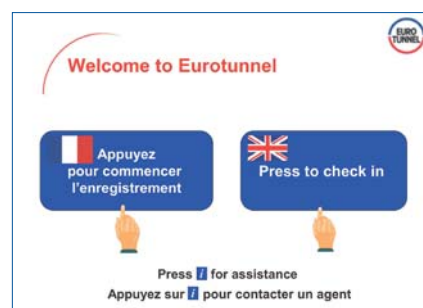 EURO
TUNNEL
Welcome to Eurotunnel
Appuyez
pour commencer
l'enregistrement
Press to check in
Press i for assistance
Appuyez sur i pour contacter un agent